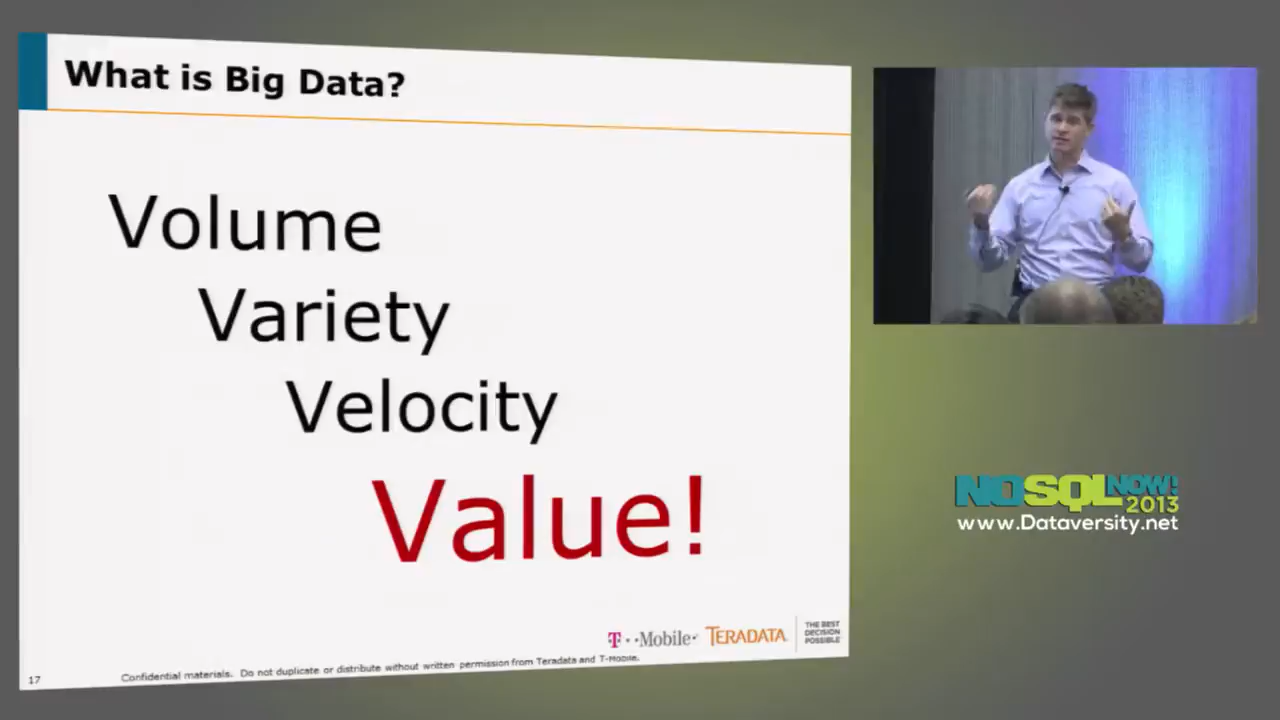 What is Big Data?
Volume
Variety
Velocity
Value!
T··Mobile· TERADATA
THE BEST
DECISION
POSSIBLE
Confidential materials. Do not duplicate or distribute without written permission from Teradata and T-Mobile.
17
NOSQL NOW!
2013
www.Dataversity.net